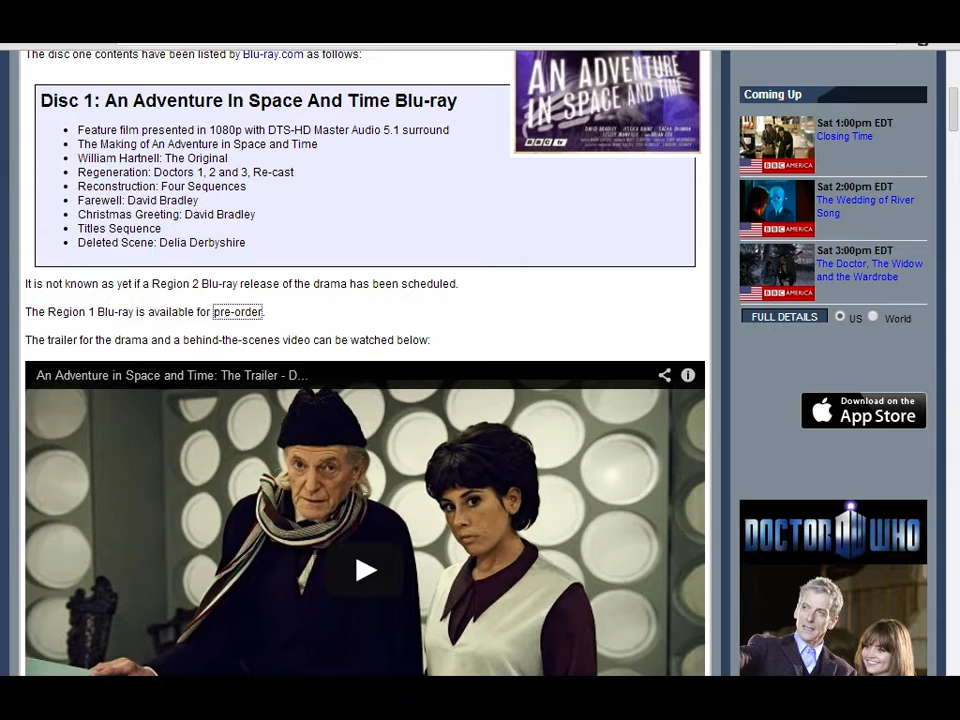 The disc one contents have been listed by Blu-ray.com as follows:
Disc 1: An Adventure In Space And Time Blu-ray
Feature film presented in 1080p with DTS-HD Master Audio 5.1 surround
The Making of An Adventure in Space and Time
William Hartnell: The Original
Regeneration: Doctors 1, 2 and 3, Re-cast
Reconstruction: Four Sequences
Farewell: David Bradley
Christmas Greeting: David Bradley
Titles Sequence
Deleted Scene: Delia Derbyshire
AN ADVENTURE
IN SPACE AND TIME
BBC
It is not known as yet if a Region 2 Blu-ray release of the drama has been scheduled.
The Region 1 Blu-ray is available for pre-order.
The trailer for the drama and a behind-the-scenes video can be watched below:
An Adventure in Space and Time: The Trailer - D...
Coming Up
Sat 1:00pm EDT
Closing Time
BBC AMERICA
Sat 2:00pm EDT
The Wedding of River
Song
BBC AMERICA
Sat 3:00pm EDT
The Doctor, The Widow
and the Wardrobe
BBC AMERICA
FULL DETAILS US World
Download on the
App Store
DOCTOR WHO